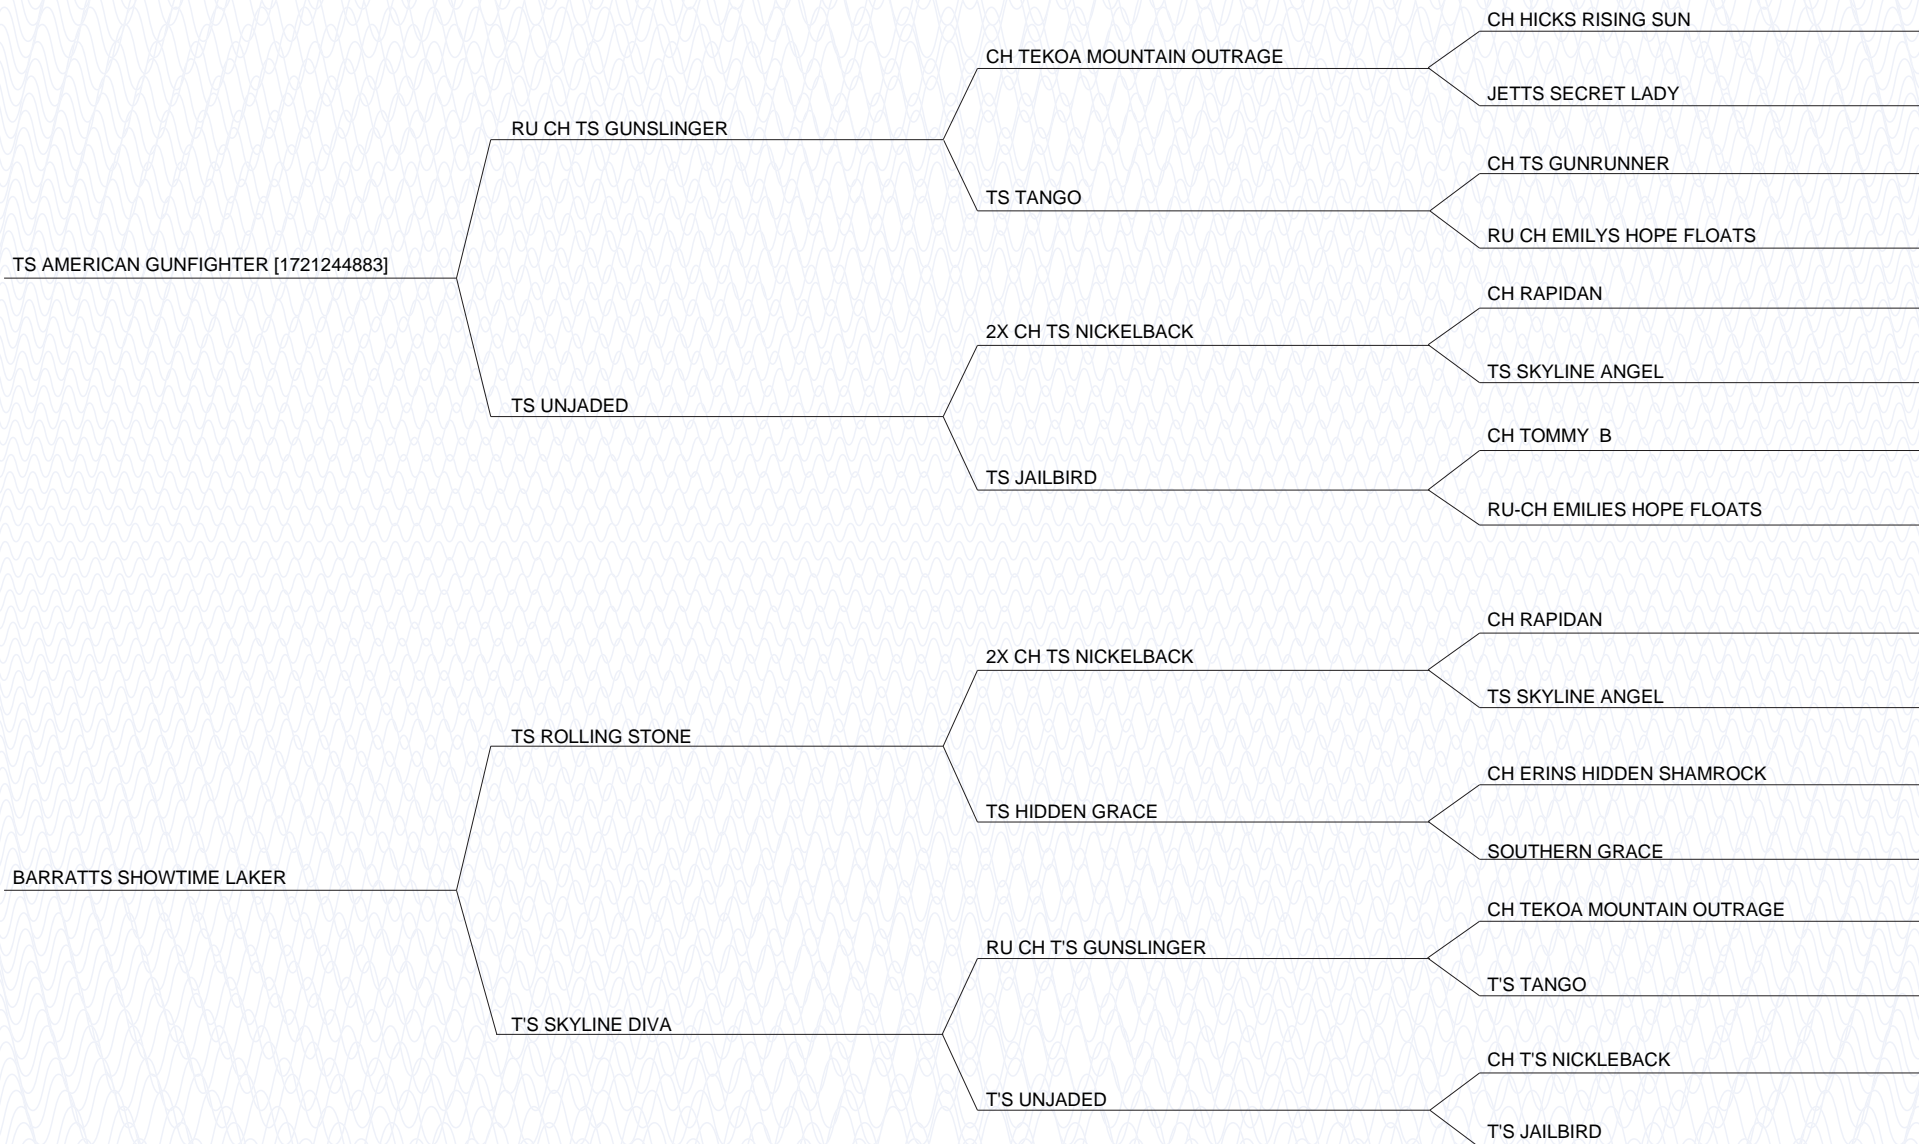 CH HICKS RISING SUN
CH TEKOA MOUNTAIN OUTRAGE
JETTS SECRET LADY
RU CH TS GUNSLINGER
CH TS GUNRUNNER
TS TANGO
RU CH EMILYS HOPE FLOATS
TS AMERICAN GUNFIGHTER [1721244883]
CH RAPIDAN
2X CH TS NICKELBACK
TS SKYLINE ANGEL
TS UNJADED
CH TOMMY  B
TS JAILBIRD
RU-CH EMILIES HOPE FLOATS
CH RAPIDAN
2X CH TS NICKELBACK
TS SKYLINE ANGEL
TS ROLLING STONE
CH ERINS HIDDEN SHAMROCK
TS HIDDEN GRACE
SOUTHERN GRACE
BARRATTS SHOWTIME LAKER
CH TEKOA MOUNTAIN OUTRAGE
RU CH T'S GUNSLINGER
T'S TANGO
T'S SKYLINE DIVA
CH T'S NICKLEBACK
T'S UNJADED
T'S JAILBIRD